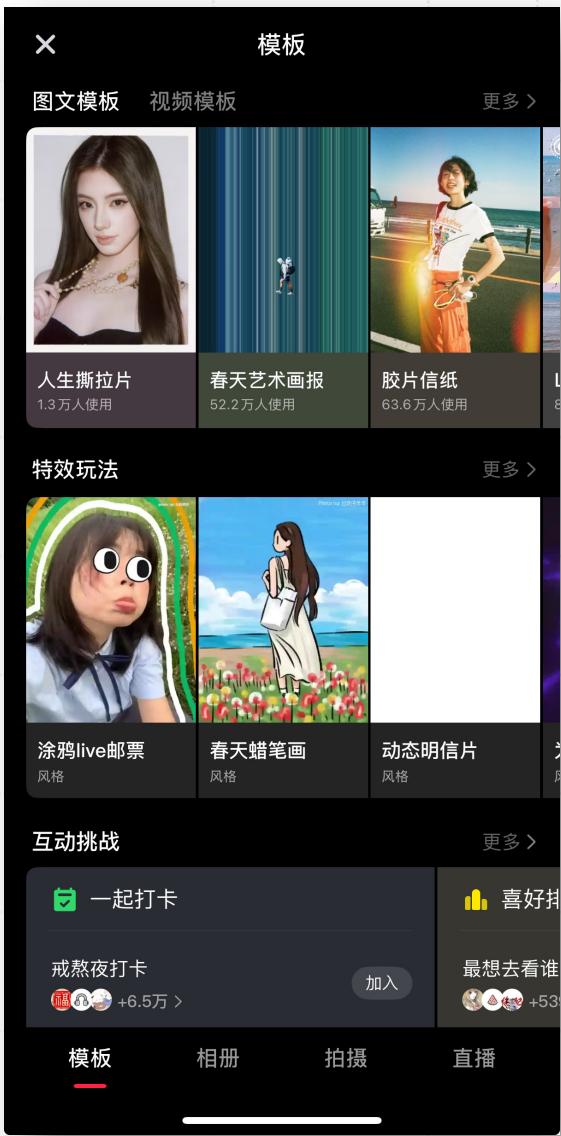 模板
图文模板 视频模板 更多
人生撕拉片 春天艺术画报 胶片信纸
1.3万人使用 52.2万人使用 63.6万人使用
特效玩法 更多
涂鸦live邮票 春天蜡笔画 动态明信片
风格 风格 风格
互动挑战 更多
一起打卡 喜好排
戒熬夜打卡 加入 最想去看谁
+6.5万 +539
模板 相册 拍摄 直播